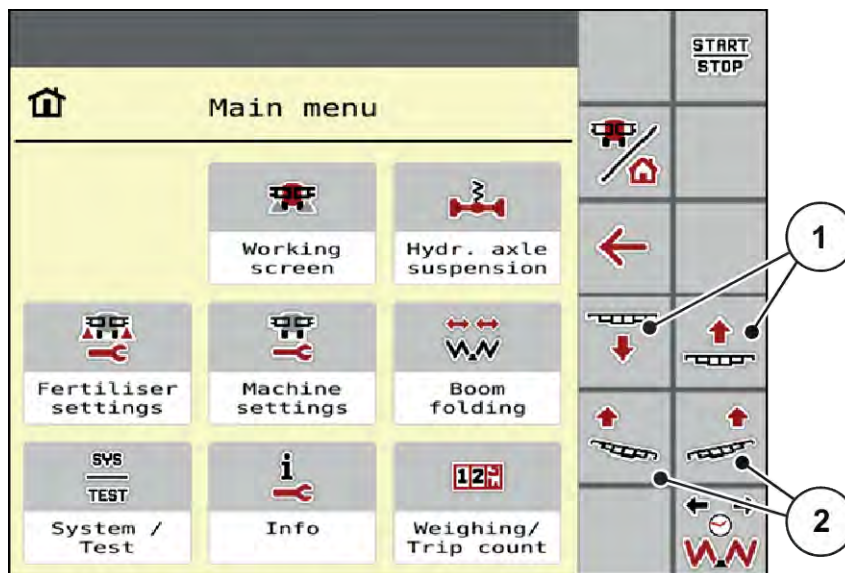 START
STOP
Main menu
Working
screen
Hydr. axle
suspension
1
Fertiliser
settings
Machine
settings
Boom
folding
SYS
TEST
System /
Test
i
Info
12
Weighing/
Trip count
2